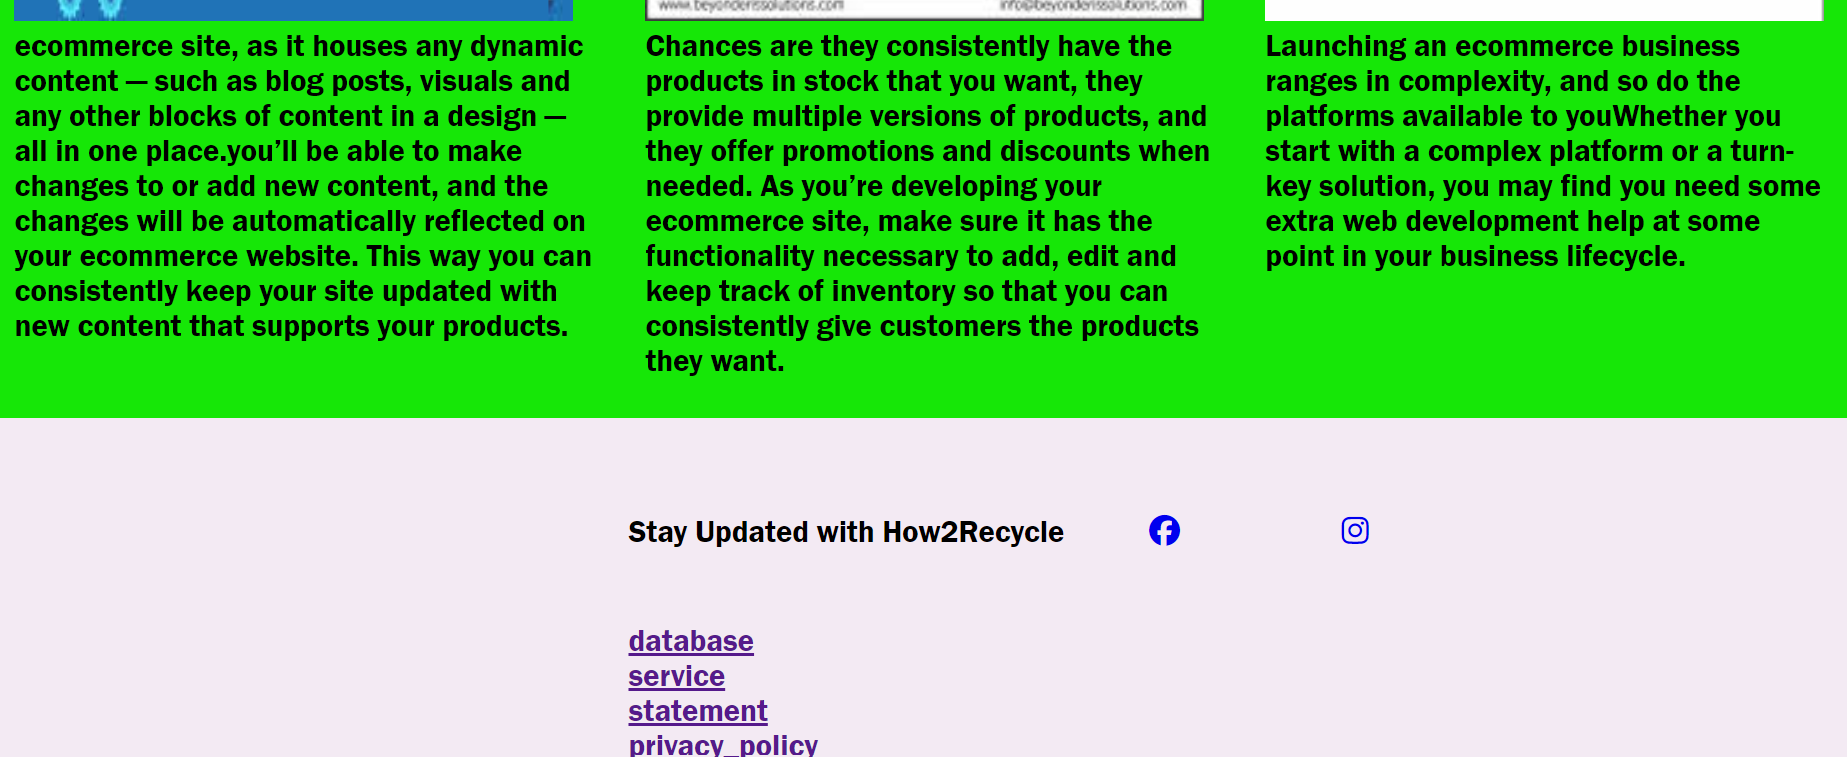 www.beyonderissolutions.com
info@beyonderissolutions.com
ecommerce site, as it houses any dynamic
content — such as blog posts, visuals and
any other blocks of content in a design —
all in one place.you’ll be able to make
changes to or add new content, and the
changes will be automatically reflected on
your ecommerce website. This way you can
consistently keep your site updated with
new content that supports your products.
Chances are they consistently have the
products in stock that you want, they
provide multiple versions of products, and
they offer promotions and discounts when
needed. As you’re developing your
ecommerce site, make sure it has the
functionality necessary to add, edit and
keep track of inventory so that you can
consistently give customers the products
they want.
Launching an ecommerce business
ranges in complexity, and so do the
platforms available to youWhether you
start with a complex platform or a turn-
key solution, you may find you need some
extra web development help at some
point in your business lifecycle.
Stay Updated with How2Recycle
database
service
statement
privacy_policy